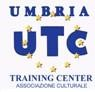 UMBRIA
UTC
TRAINING CENTER
ASSOCIAZIONE CULTURALE